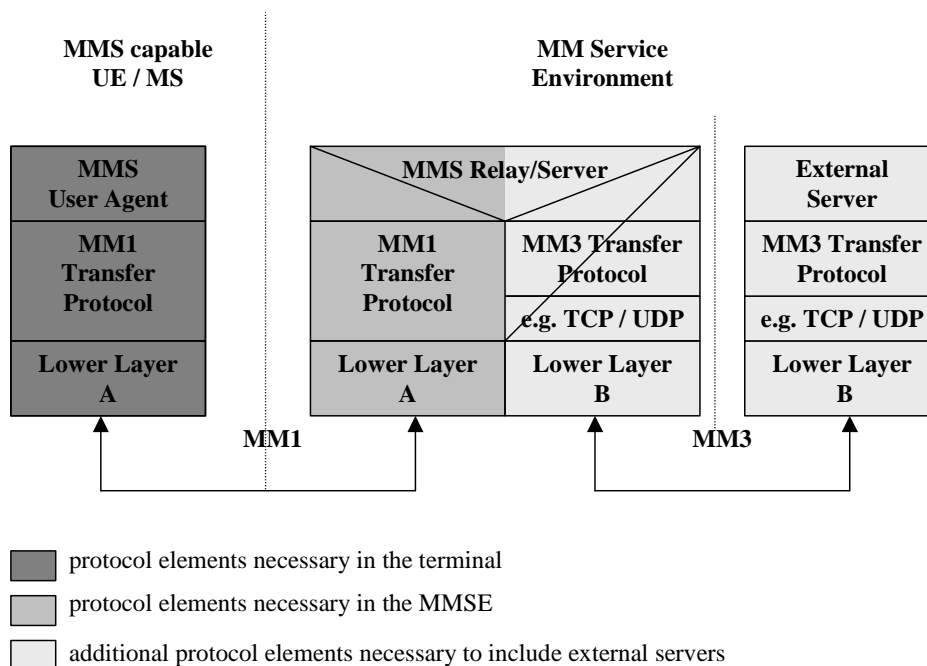 MMS capable
UE / MS
MM Service
Environment
MMS
User Agent
MM1
Transfer
Protocol
Lower Layer
A
MMS Relay/Server
MM1
Transfer
Protocol
Lower Layer
A
MM3 Transfer
Protocol
e.g. TCP / UDP
Lower Layer
B
External
Server
MM3 Transfer
Protocol
e.g. TCP / UDP
Lower Layer
B
MM1
MM3
protocol elements necessary in the terminal
protocol elements necessary in the MMSE
additional protocol elements necessary to include external servers